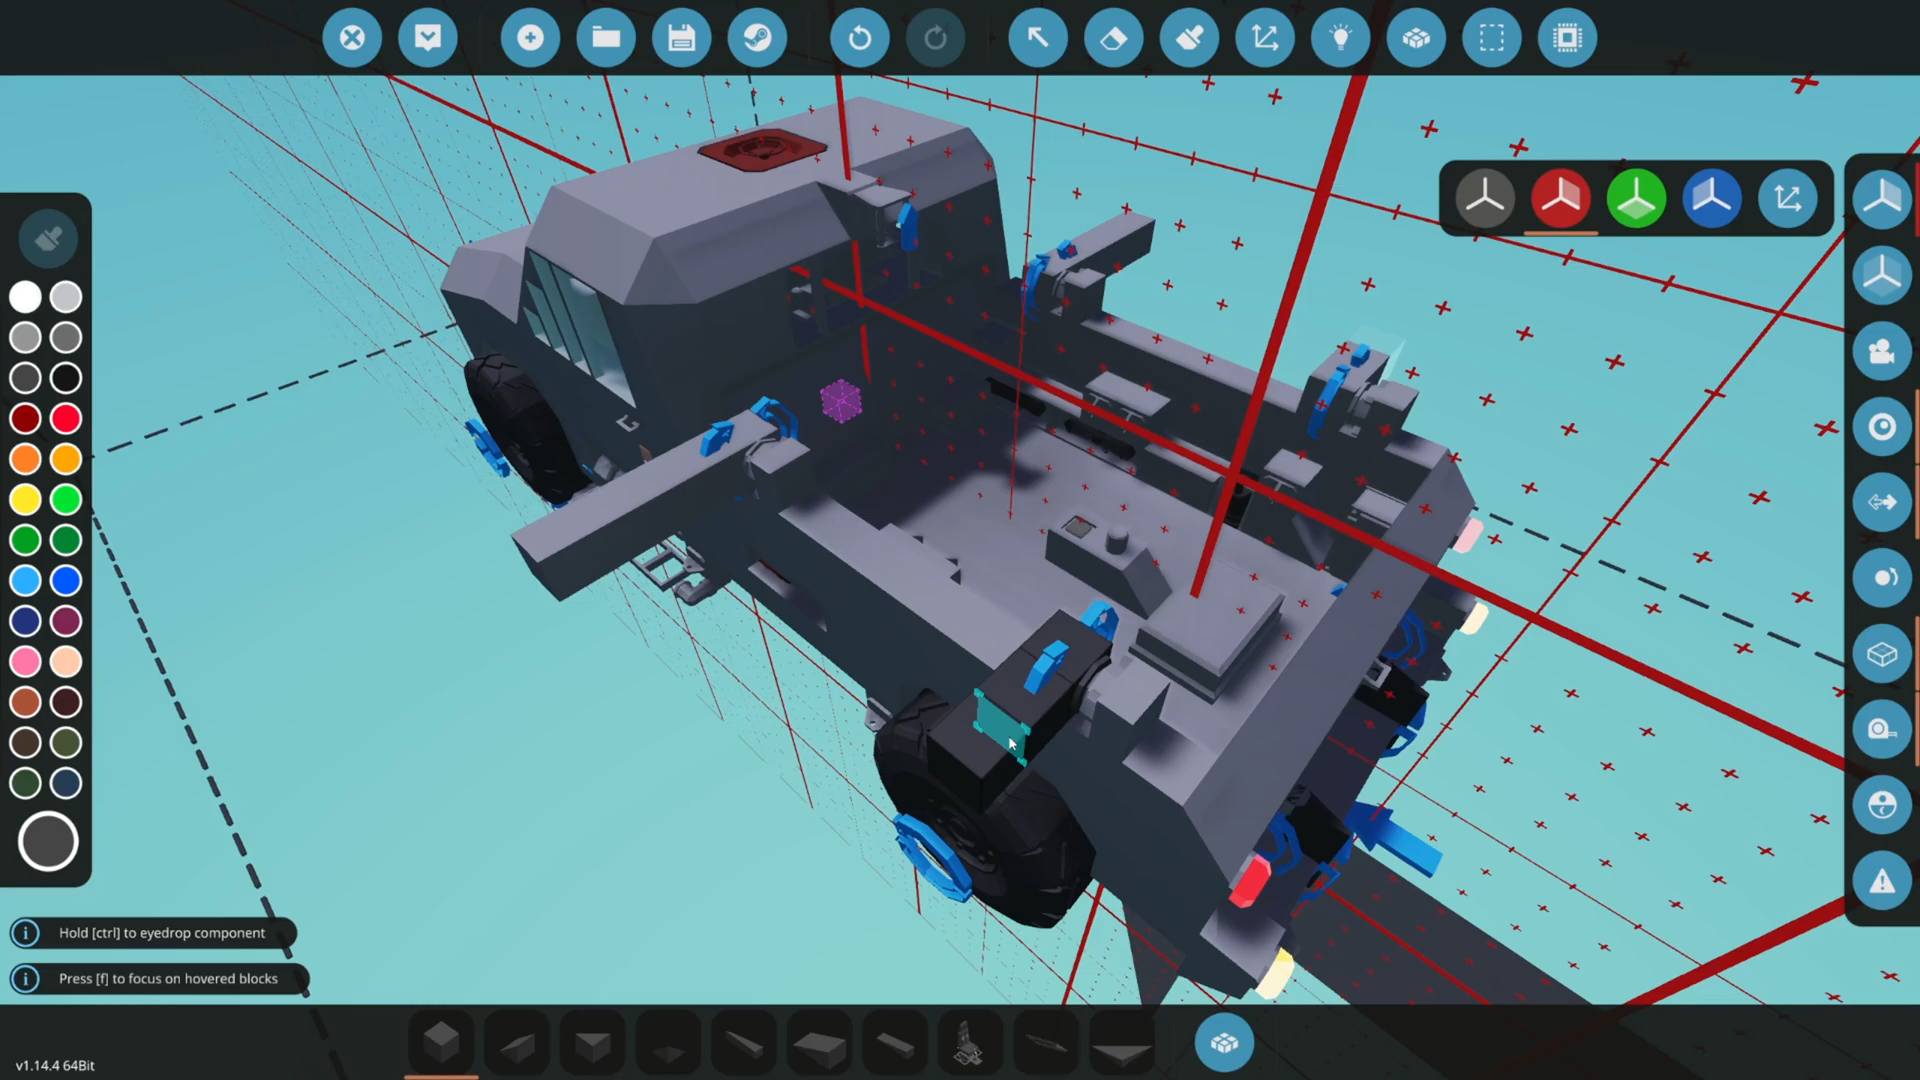 Hold [ctrl] to eyedrop component
Press [f] to focus on hovered blocks
v1.14.4 64Bit